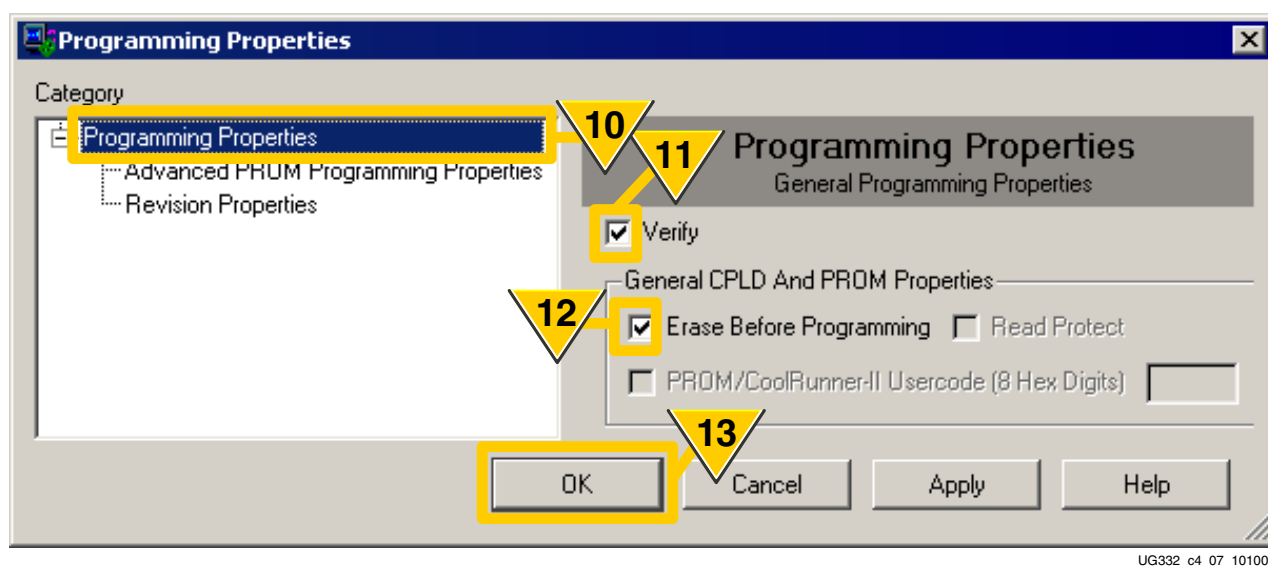 Programming Properties
Category
Programming Properties
Advanced PROM Programming Properties
Revision Properties
10
11
Programming Properties
General Programming Properties
Verify
General CPLD And PROM Properties
12
Erase Before Programming
Read Protect
PROM/CoolRunner-II Usercode (8 Hex Digits)
13
OK
Cancel
Apply
Help
UG332 c4 07 10100